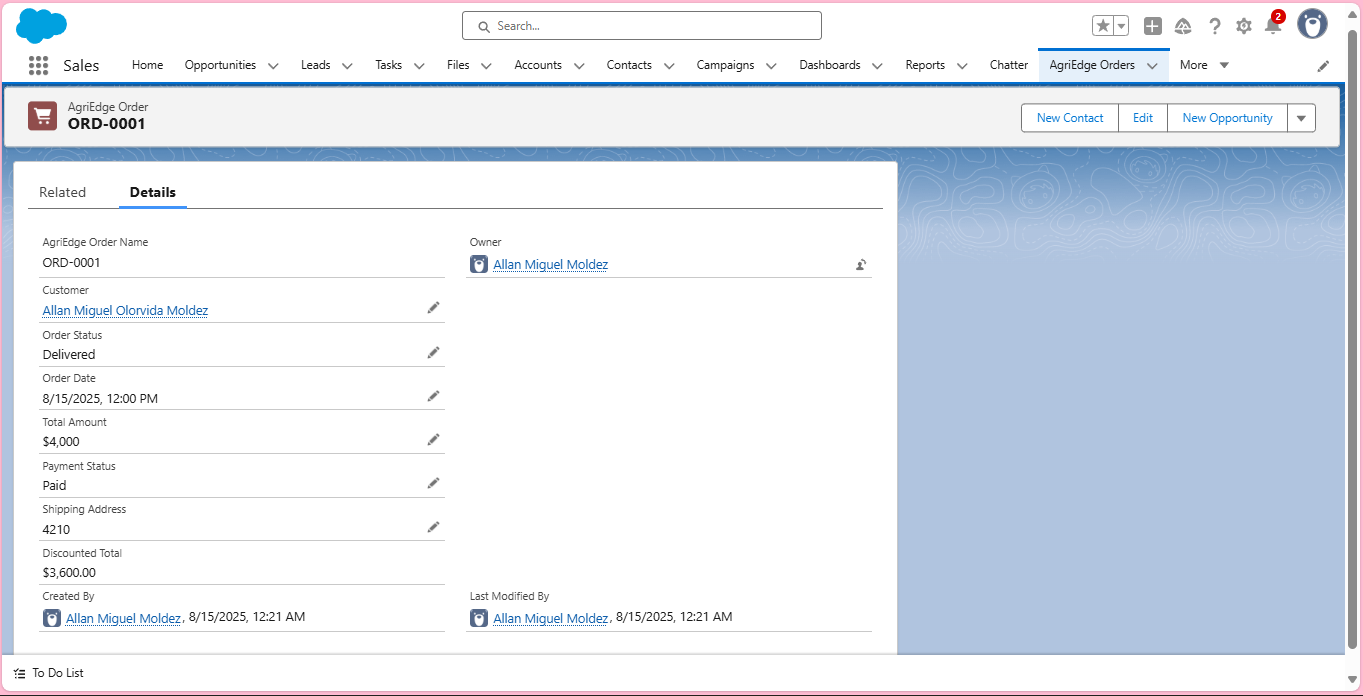 Search...
2
Sales
Home
Opportunities
Leads
Tasks
Files
Accounts
Contacts
Campaigns
Dashboards
Reports
Chatter
AgriEdge Orders
More
AgriEdge Order
ORD-0001
New Contact
Edit
New Opportunity
Related
Details
AgriEdge Order Name
ORD-0001
Owner
Allan Miguel Moldez
Customer
Allan Miguel Olorvida Moldez
Order Status
Delivered
Order Date
8/15/2025, 12:00 PM
Total Amount
$4,000
Payment Status
Paid
Shipping Address
4210
Discounted Total
$3,600.00
Created By
Allan Miguel Moldez, 8/15/2025, 12:21 AM
Last Modified By
Allan Miguel Moldez, 8/15/2025, 12:21 AM
To Do List